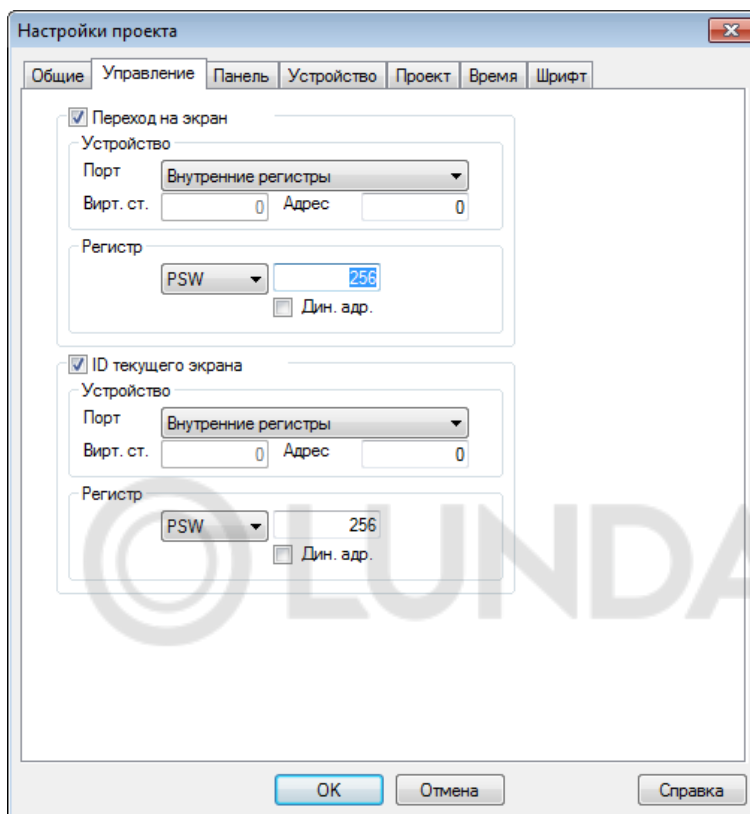 Настройки проекта
Общие Управление Панель Устройство Проект Время Шрифт
Переход на экран
Устройство
Порт Внутренние регистры
Вирт. ст. 0 Адрес 0
Регистр
PSW 256
Дин. адр.
ID текущего экрана
Устройство
Порт Внутренние регистры
Вирт. ст. 0 Адрес 0
Регистр
PSW 256
Дин. адр.
LUNDA
OK Отмена Справка